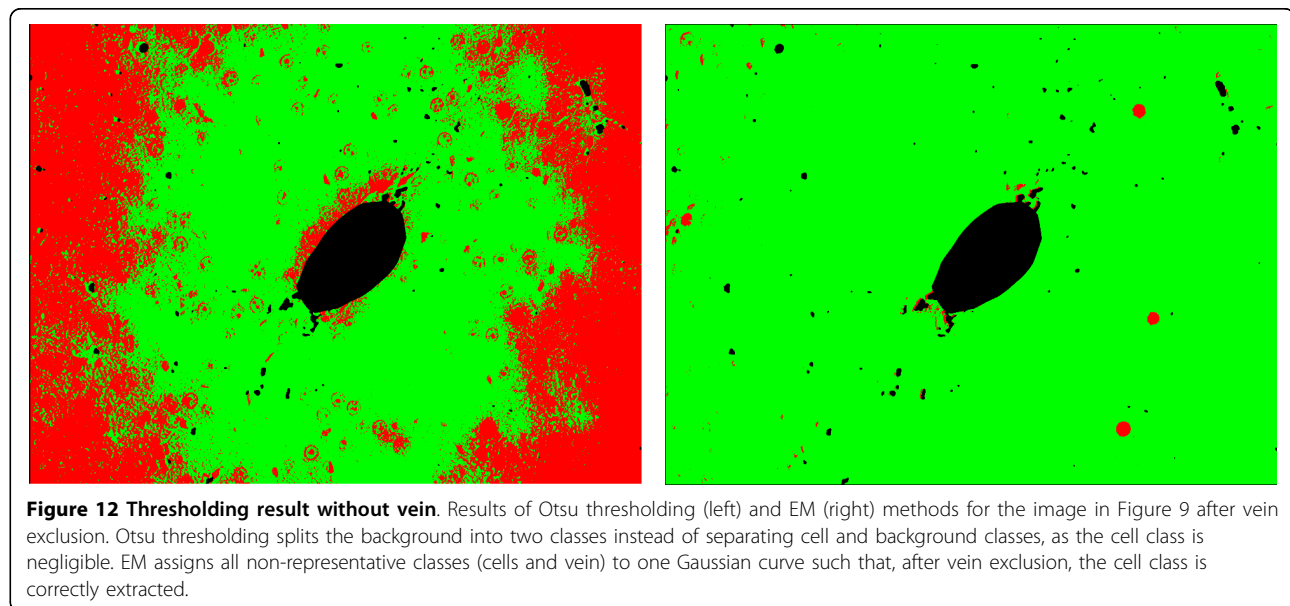 Figure 12 Thresholding result without vein. Results of Otsu thresholding (left) and EM (right) methods for the image in Figure 9 after vein
exclusion. Otsu thresholding splits the background into two classes instead of separating cell and background classes, as the cell class is
negligible. EM assigns all non-representative classes (cells and vein) to one Gaussian curve such that, after vein exclusion, the cell class is
correctly extracted.